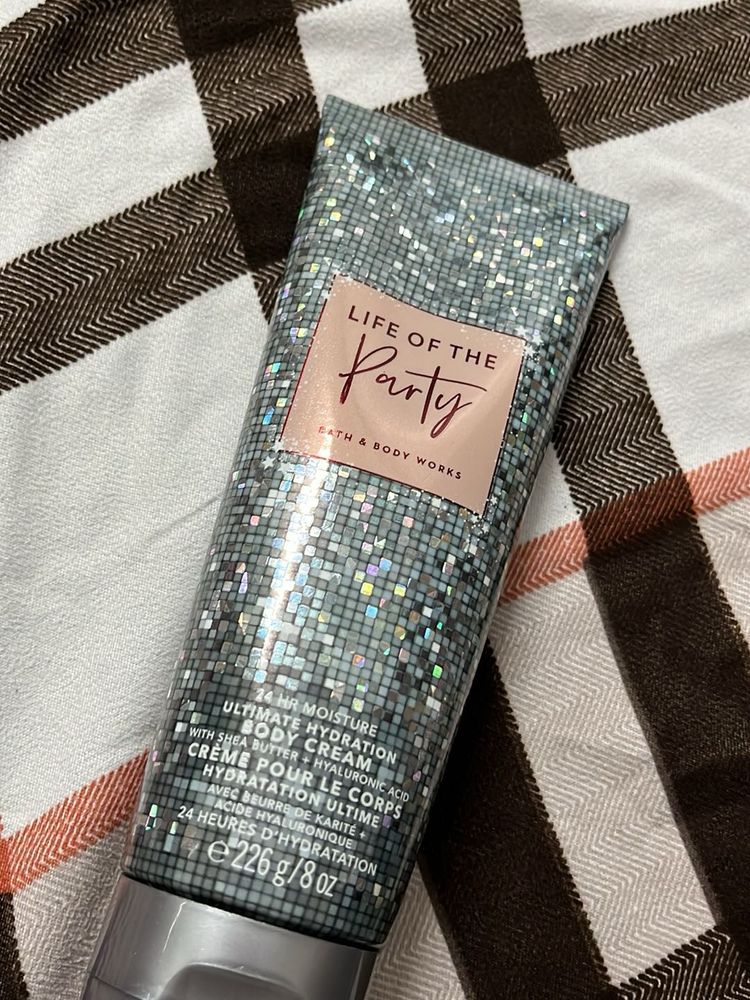 LIFE OF THE
Party
BATH & BODY WORKS
24 HR MOISTURE
ULTIMATE HYDRATION
BODY CREAM
WITH SHEA BUTTER + HYALURONIC ACID
CRÈME POUR LE CORPS
HYDRATATION ULTIME
AVEC BEURRE DE KARITÉ +
ACIDE HYALURONIQUE
24 HEURES D'HYDRATATION
℮ 226 g/8 OZ